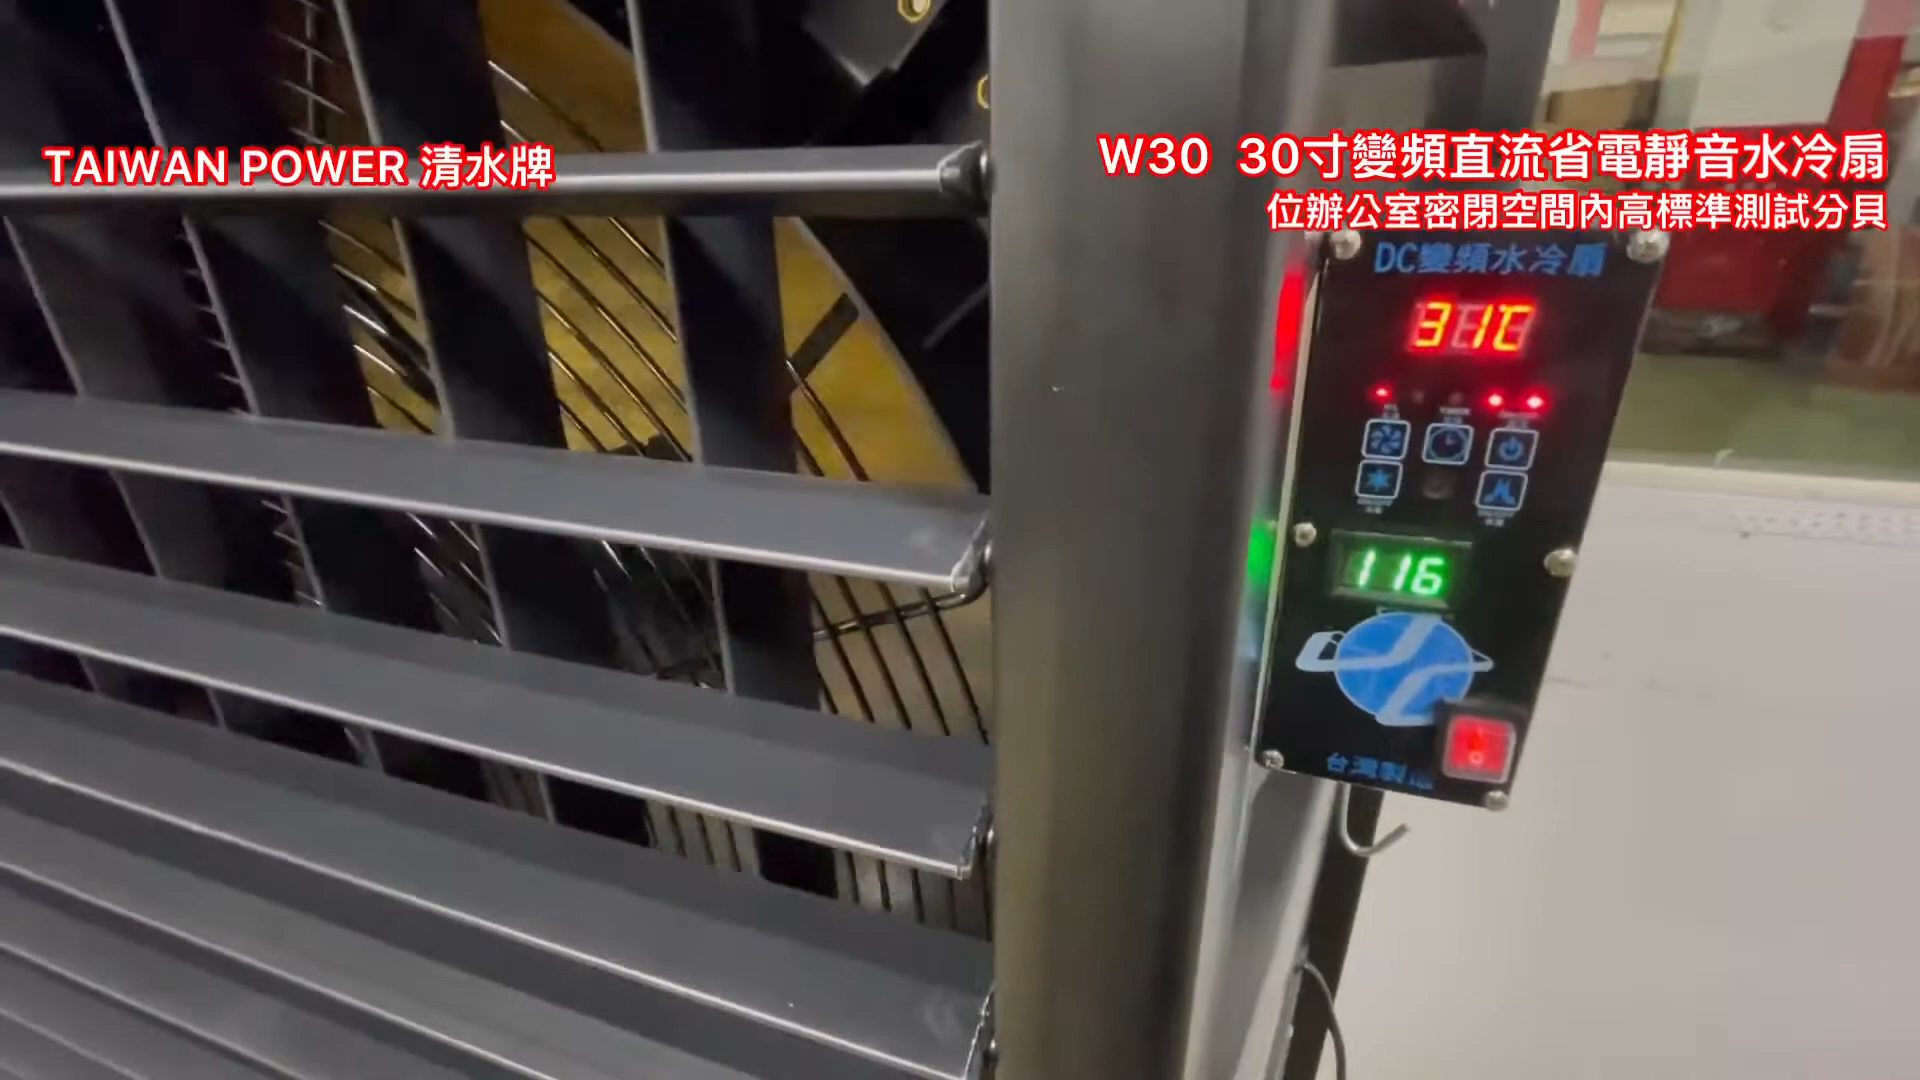 TAIWAN POWER 清水牌
W30 30寸變頻直流省電靜音水冷扇
位辦公室密閉空間內高標準測試分貝
DC變頻水冷扇
31C
116
台灣製造